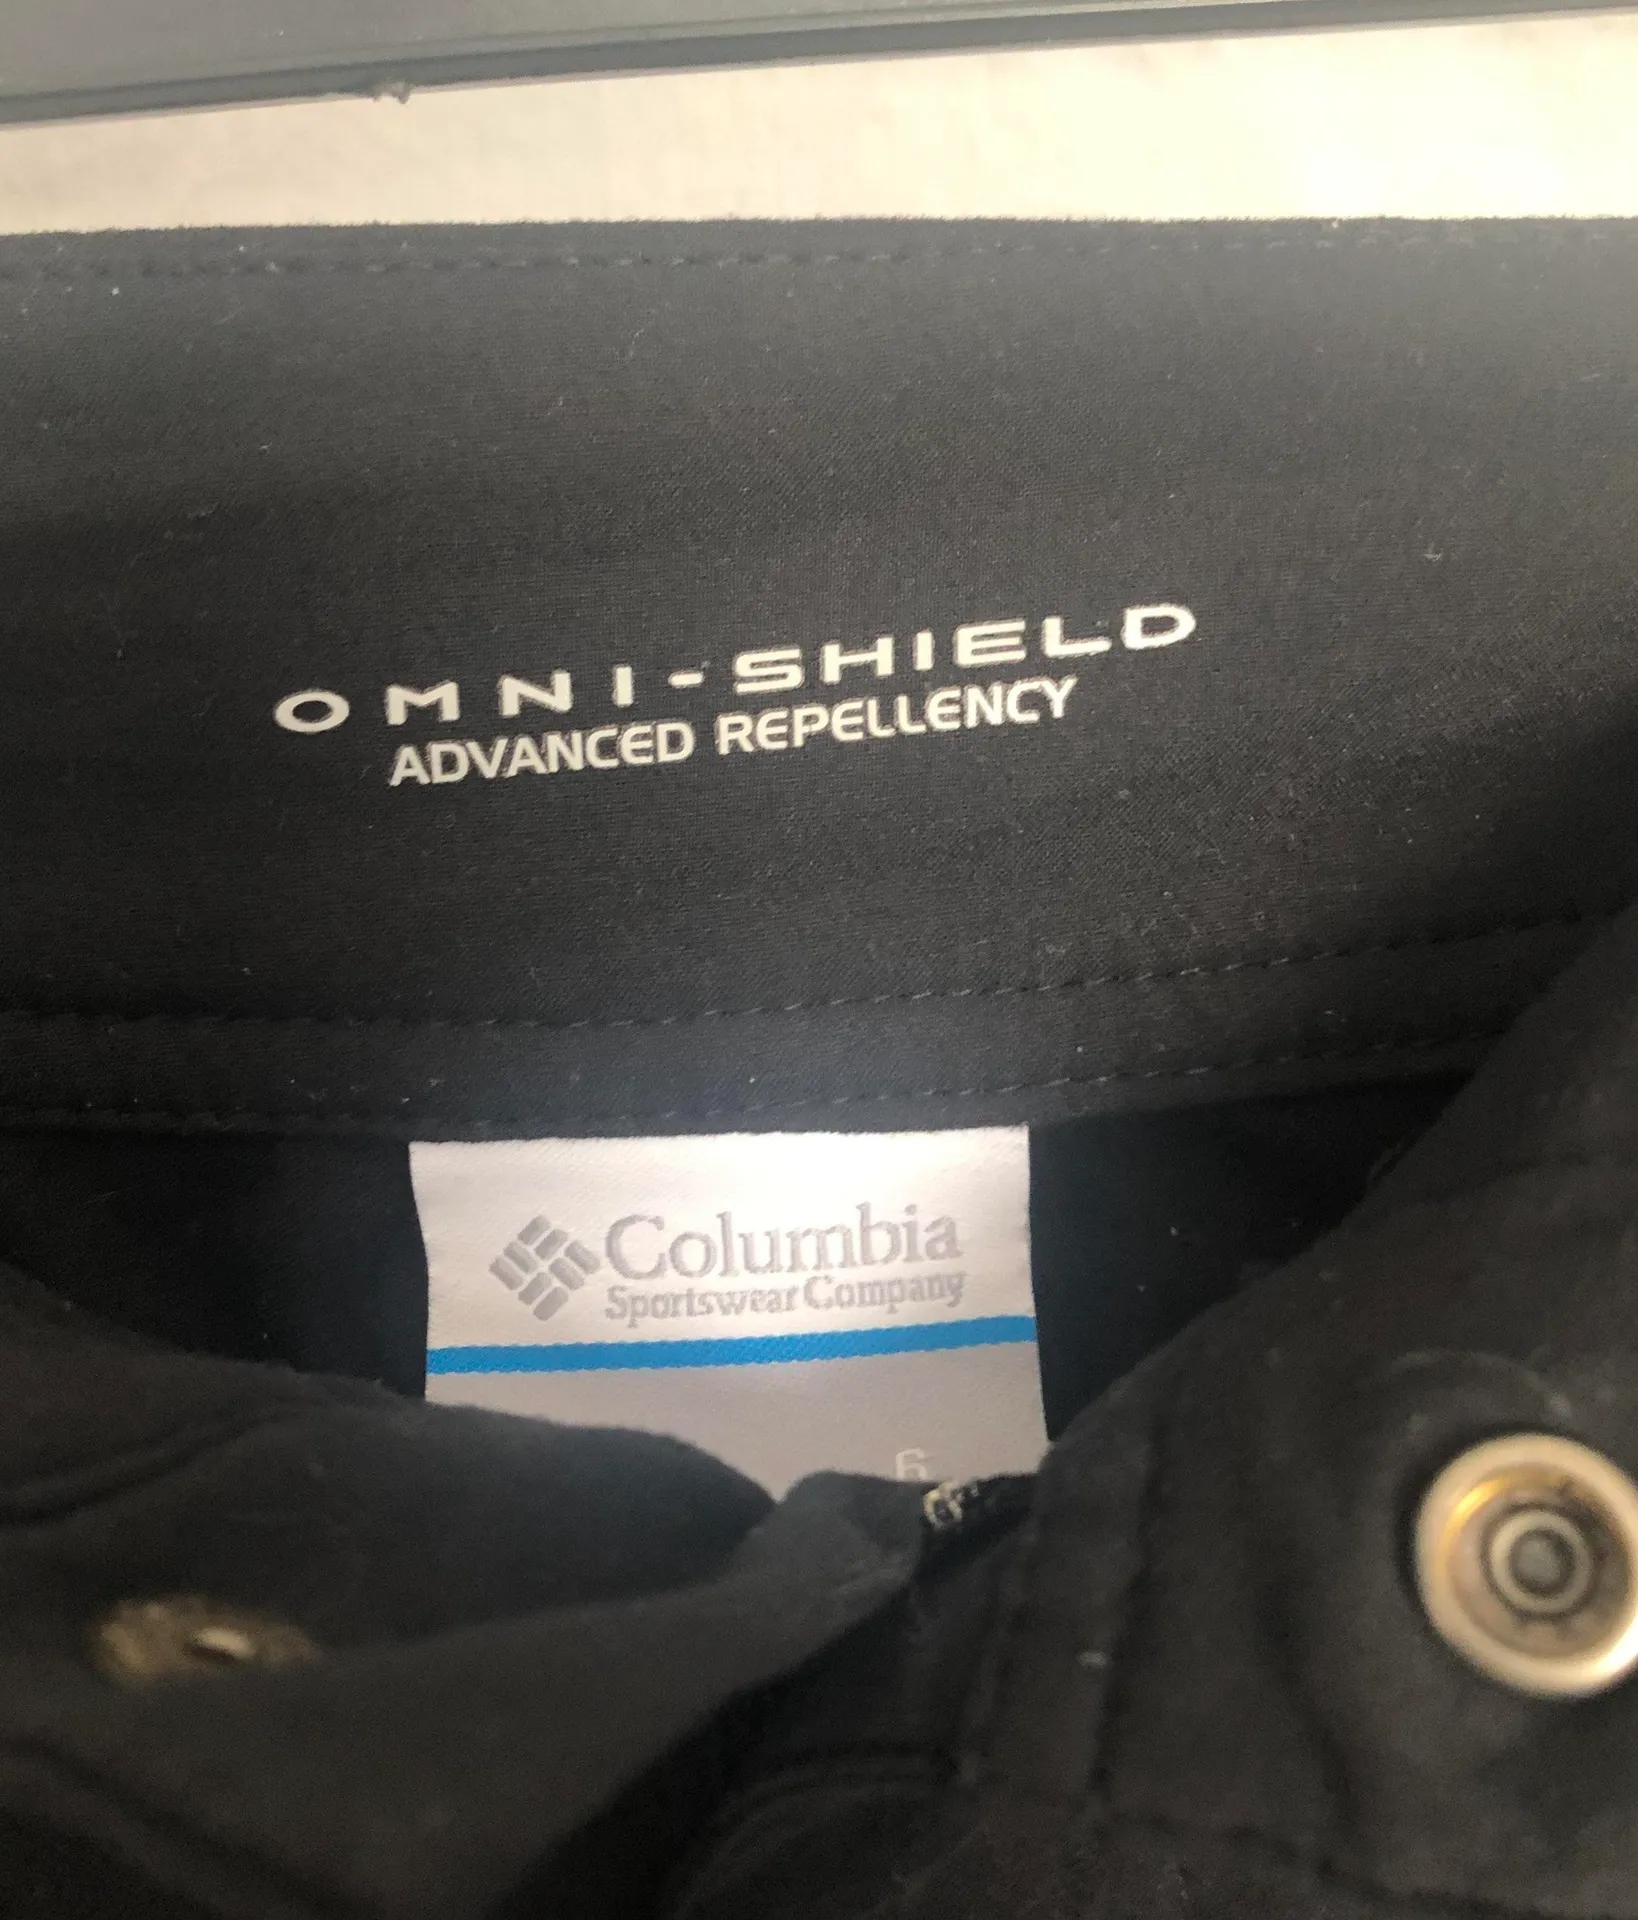 OMNI-SHIELD
ADVANCED REPELLENCY
Columbia
Sportswear Company
6